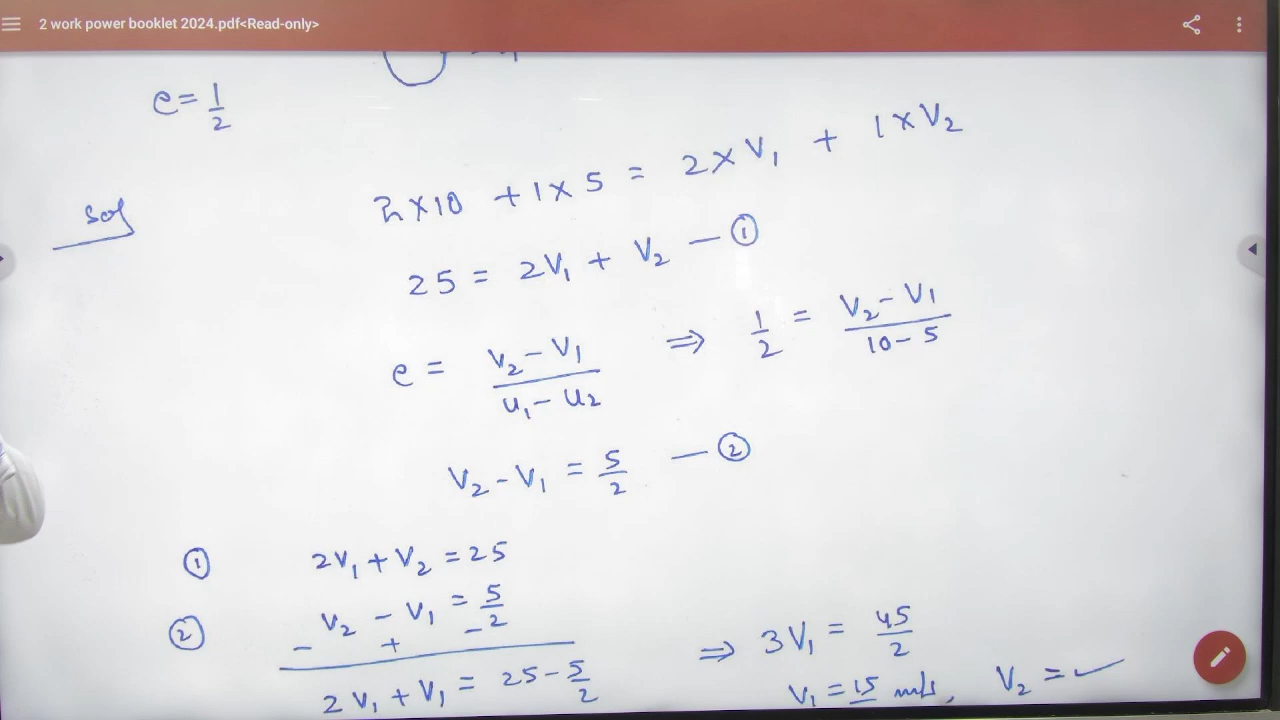 2 work power booklet 2024.pdf<Read-only>
e = 1/2
Sol
2×10 + 1×5 = 2×V₁ + 1×V₂
25 = 2V₁ + V₂ — ①
e = (V₂ - V₁)/(u₁ - u₂) ⇒ 1/2 = (V₂ - V₁)/(10 - 5)
V₂ - V₁ = 5/2 — ②
① 2V₁ + V₂ = 25
② V₂ - V₁ = 5/2
- + -
2V₁ + V₁ = 25 - 5/2 ⇒ 3V₁ = 45/2
V₁ = 15 m/s, V₂ = ✓